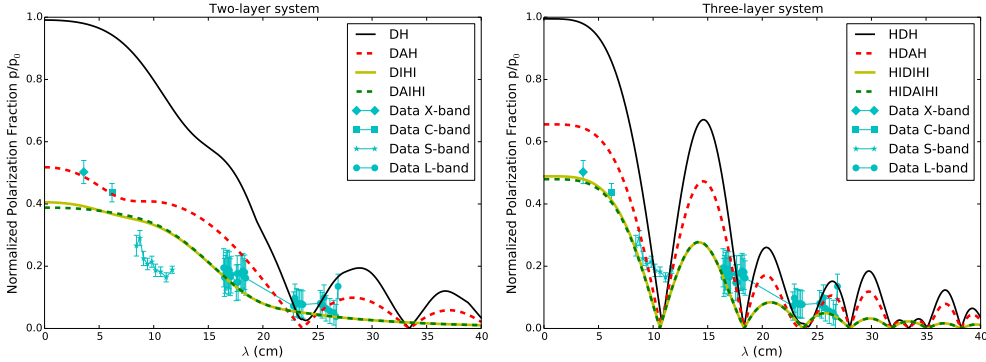 Two-layer system
Normalized Polarization Fraction p/p₀
1.0
0.8
0.6
0.4
0.2
0.0
0 5 10 15 20 25 30 35 40
λ (cm)
DH
DAH
DIHI
DAIHI
Data X-band
Data C-band
Data S-band
Data L-band
Three-layer system
Normalized Polarization Fraction p/p₀
1.0
0.8
0.6
0.4
0.2
0.0
0 5 10 15 20 25 30 35 40
λ (cm)
HDH
HDAH
HIDIHI
HIDAIHI
Data X-band
Data C-band
Data S-band
Data L-band